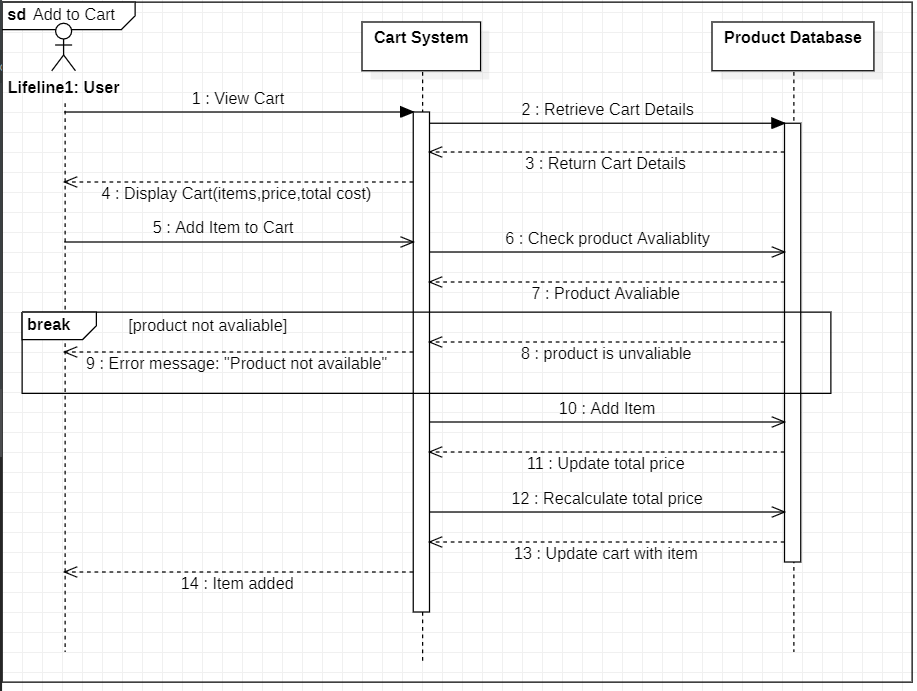 sd Add to Cart
Cart System
Product Database
Lifeline1: User
1 : View Cart
2 : Retrieve Cart Details
3 : Return Cart Details
4 : Display Cart(items,price,total cost)
5 : Add Item to Cart
6 : Check product Avaliablity
7 : Product Avaliable
break
[product not avaliable]
8 : product is unvaliable
9 : Error message: "Product not available"
10 : Add Item
11 : Update total price
12 : Recalculate total price
13 : Update cart with item
14 : Item added